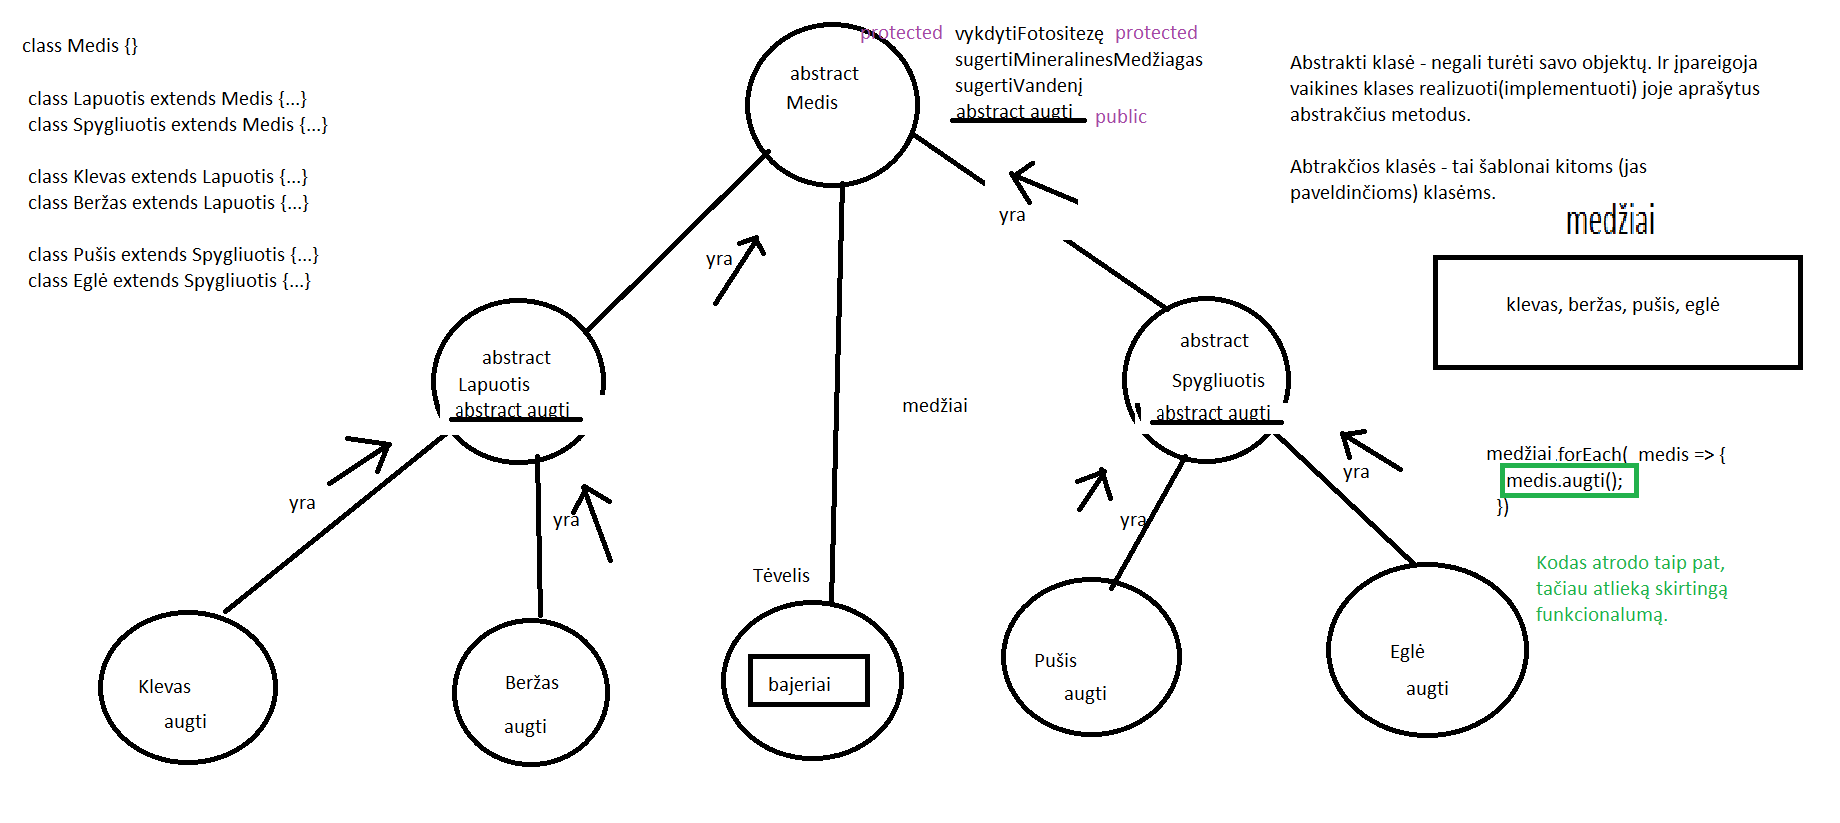 class Medis {}
class Lapuotis extends Medis {...}
class Spygliuotis extends Medis {...}
class Klevas extends Lapuotis {...}
class Beržas extends Lapuotis {...}
class Pušis extends Spygliuotis {...}
class Eglė extends Spygliuotis {...}
abstract
Medis
protected vykdytiFotositezę protected
sugertiMineralinesMedžiagas
sugertiVandenį
abstract augti public
Abstrakti klasė - negali turėti savo objektų. Ir įpareigoja
vaikines klases realizuoti(implementuoti) joje aprašytus
abstrakčius metodus.
Abtrakčios klasės - tai šablonai kitoms (jas
paveldinčioms) klasėms.
medžiai
klevas, beržas, pušis, eglė
yra
yra
abstract
Lapuotis
abstract augti
medžiai
abstract
Spygliuotis
abstract augti
yra
yra
yra
yra
medžiai .forEach( medis => {
medis.augti();
})
Kodas atrodo taip pat,
tačiau atlieką skirtingą
funkcionalumą.
Klevas
augti
Beržas
augti
Tėvelis
bajeriai
Pušis
augti
Eglė
augti